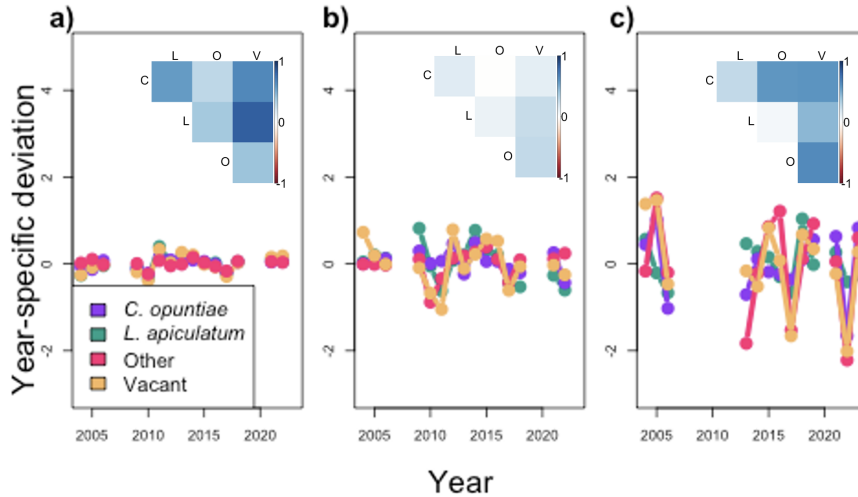 a)
b)
c)
L O V
C
L
O
1
0
-1
L O V
C
L
O
1
0
-1
L O V
C
L
O
1
0
-1
Year-specific deviation
4
2
0
-2
4
2
0
-2
4
2
0
-2
C. opuntiae
L. apiculatum
Other
Vacant
2005 2010 2015 2020
2005 2010 2015 2020
2005 2010 2015 2020
Year